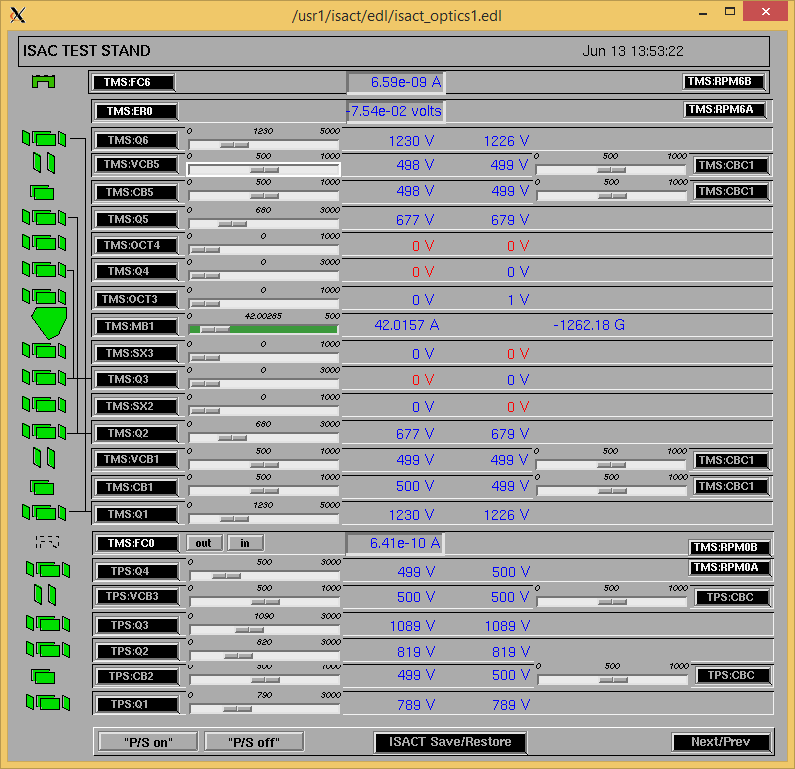 /usr1/isact/edl/isact_optics1.edl
ISAC TEST STAND Jun 13 13:53:22
TMS:FC6 6.59e-09 A TMS:RPM6B
TMS:ER0 -7.54e-02 volts TMS:RPM6A
TMS:Q6 0 1230 5000 1230 V 1226 V
TMS:VCB5 0 500 1000 498 V 499 V 0 500 1000 TMS:CBC1
TMS:CB5 0 500 1000 498 V 499 V 0 500 1000 TMS:CBC1
TMS:Q5 0 680 3000 677 V 679 V
TMS:OCT4 0 0 1000 0 V 0 V
TMS:Q4 0 0 3000 0 V 0 V
TMS:OCT3 0 0 1000 0 V 1 V
TMS:MB1 0 42.00265 500 42.0157 A -1262.18 G
TMS:SX3 0 0 1000 0 V 0 V
TMS:Q3 0 0 3000 0 V 0 V
TMS:SX2 0 0 1000 0 V 0 V
TMS:Q2 0 680 3000 677 V 679 V
TMS:VCB1 0 500 1000 499 V 499 V 0 500 1000 TMS:CBC1
TMS:CB1 0 500 1000 500 V 499 V 0 500 1000 TMS:CBC1
TMS:Q1 0 1230 5000 1230 V 1226 V
TMS:FC0 out in 6.41e-10 A TMS:RPM0B
TPS:Q4 0 500 3000 499 V 500 V TMS:RPM0A
TPS:VCB3 0 500 1000 500 V 500 V 0 500 1000 TPS:CBC
TPS:Q3 0 1090 3000 1089 V 1089 V
TPS:Q2 0 820 3000 819 V 819 V
TPS:CB2 0 500 1000 499 V 500 V 0 500 1000 TPS:CBC
TPS:Q1 0 790 3000 789 V 789 V
"P/S on" "P/S off" ISACT Save/Restore Next/Prev